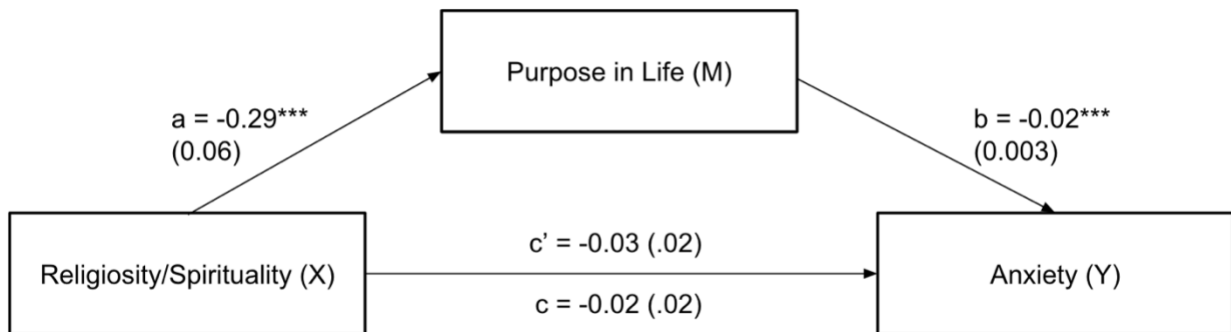 Purpose in Life (M)
a = -0.29***
(0.06)
b = -0.02***
(0.003)
c’ = -0.03 (.02)
Religiosity/Spirituality (X)
Anxiety (Y)
c = -0.02 (.02)